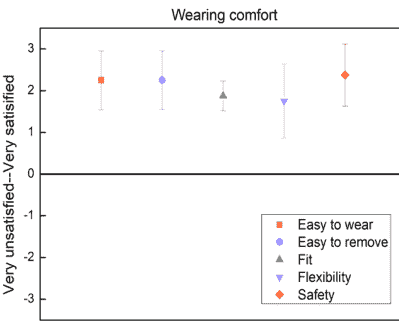 Wearing comfort
Very unsatisfied--Very satisified
3
2
1
0
-1
-2
-3
Easy to wear
Easy to remove
Fit
Flexibility
Safety